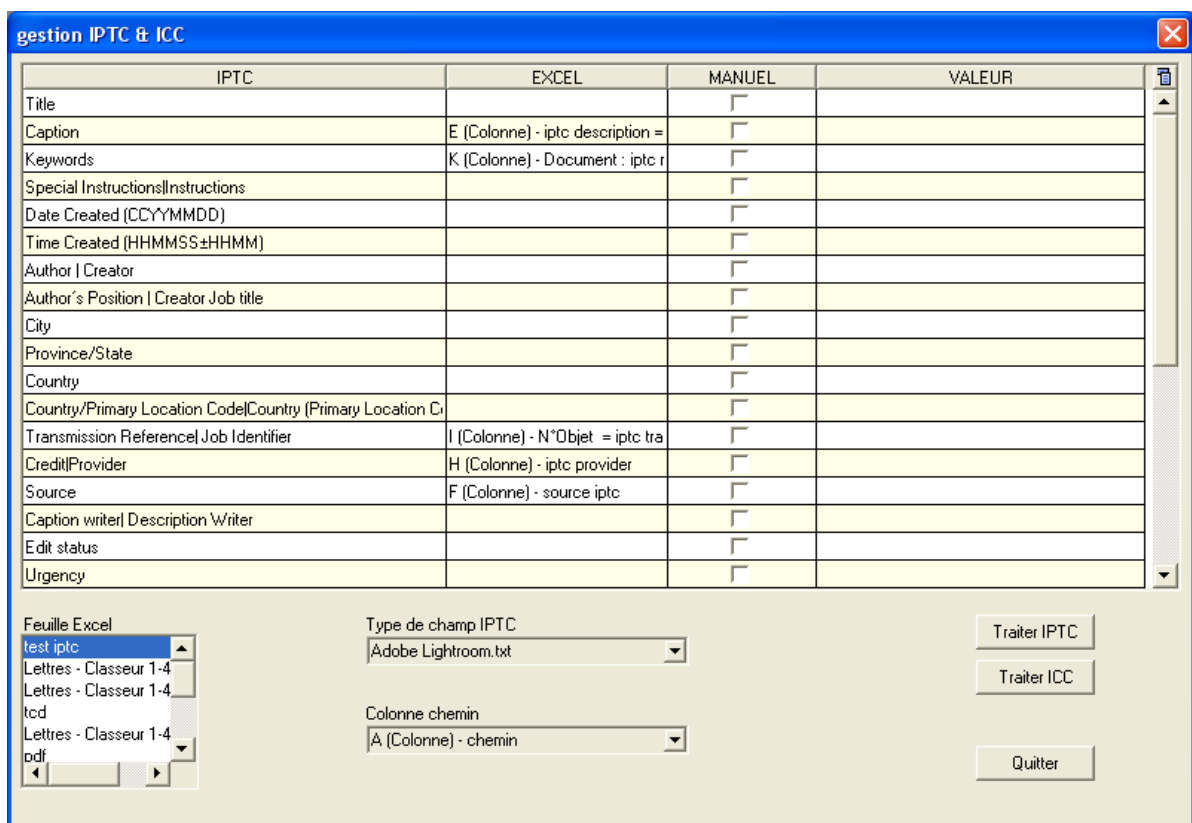 gestion IPTC & ICC
IPTC EXCEL MANUEL VALEUR
Title
Caption E (Colonne) - iptc description =
Keywords K (Colonne) - Document : iptc r
Special Instructions|Instructions
Date Created (CCYYMMDD)
Time Created (HHMMSS±HHMM)
Author | Creator
Author´s Position | Creator Job title
City
Province/State
Country
Country/Primary Location Code|Country (Primary Location C
Transmission Reference| Job Identifier I (Colonne) - N°Objet = iptc tra
Credit|Provider H (Colonne) - iptc provider
Source F (Colonne) - source iptc
Caption writer| Description Writer
Edit status
Urgency
Feuille Excel
test iptc
Lettres - Classeur 1-4
Lettres - Classeur 1-4
tcd
Lettres - Classeur 1-4
pdf
Type de champ IPTC
Adobe Lightroom.txt
Colonne chemin
A (Colonne) - chemin
Traiter IPTC
Traiter ICC
Quitter